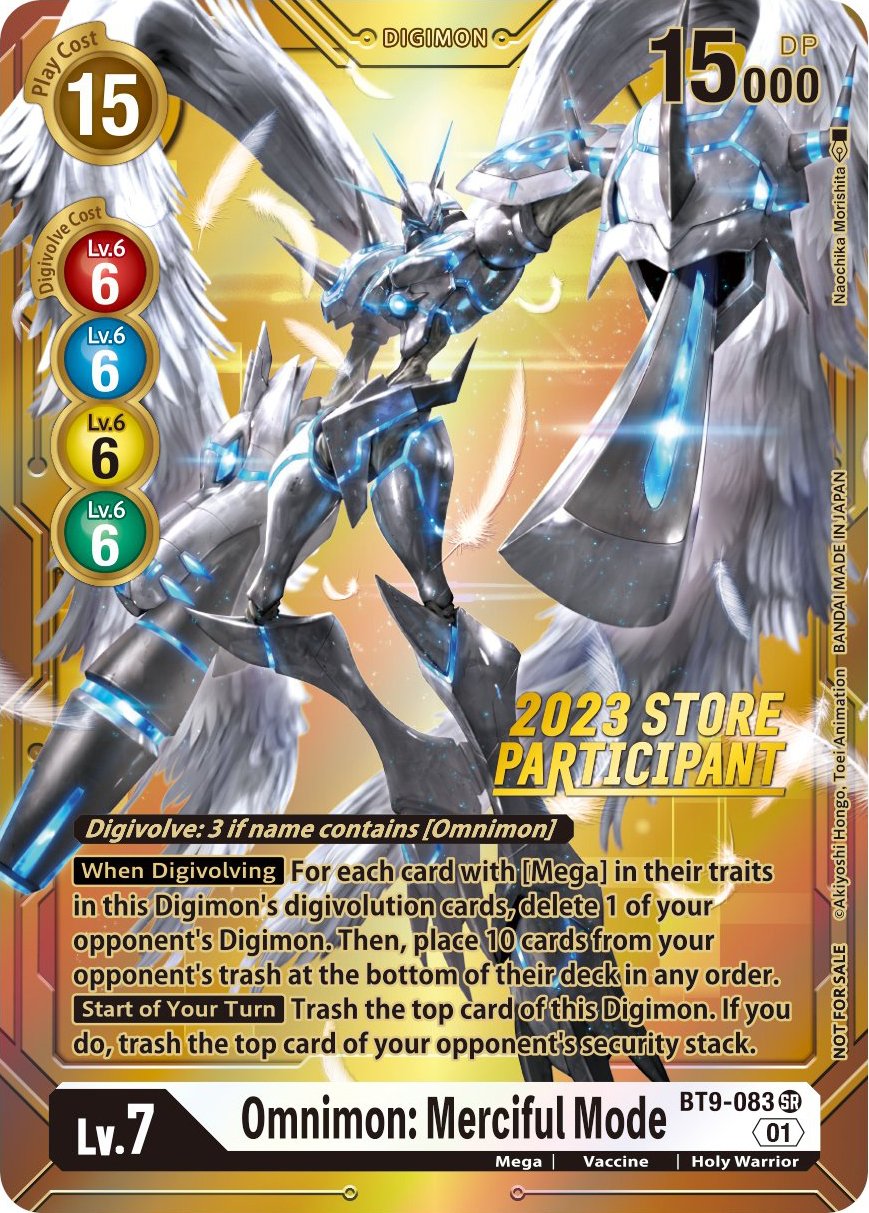 DIGIMON
Play Cost
15
DP
15000
Digivolve Cost
Lv.6
6
Lv.6
6
Lv.6
6
Lv.6
6
Naochika Morishita
©Akiyoshi Hongo, Toei Animation BANDAI MADE IN JAPAN
NOT FOR SALE
2023 STORE
PARTICIPANT
Digivolve: 3 if name contains [Omnimon]
When Digivolving For each card with [Mega] in their traits
in this Digimon's digivolution cards, delete 1 of your
opponent's Digimon. Then, place 10 cards from your
opponent's trash at the bottom of their deck in any order.
Start of Your Turn Trash the top card of this Digimon. If you
do, trash the top card of your opponent's security stack.
Lv.7
Omnimon: Merciful Mode
BT9-083 SR
01
Mega | Vaccine | Holy Warrior